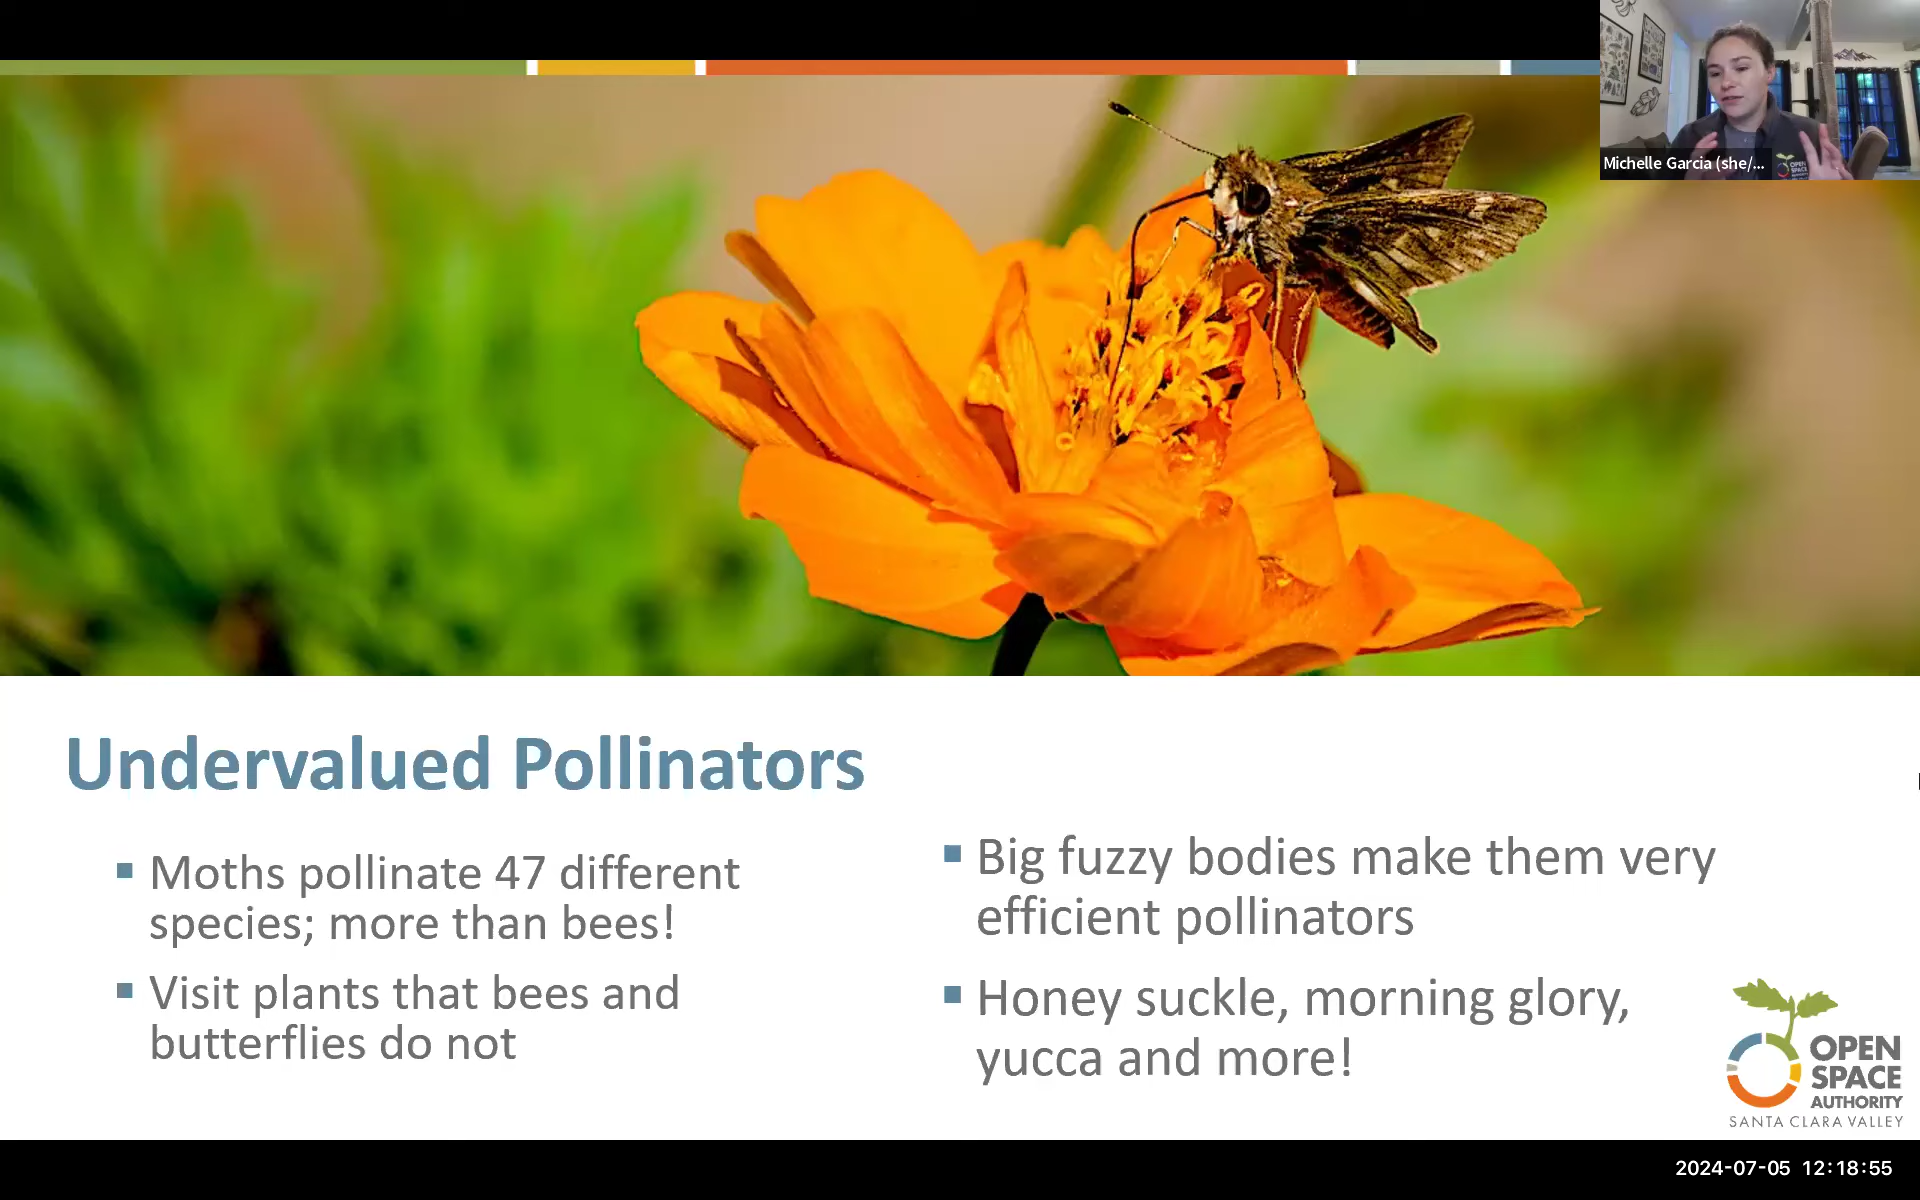 Michelle Garcia (she/...
OPEN
SPACE
Undervalued Pollinators
Moths pollinate 47 different
species; more than bees!
Visit plants that bees and
butterflies do not
Big fuzzy bodies make them very
efficient pollinators
Honey suckle, morning glory,
yucca and more!
OPEN
SPACE
AUTHORITY
SANTA CLARA VALLEY
2024-07-05 12:18:55